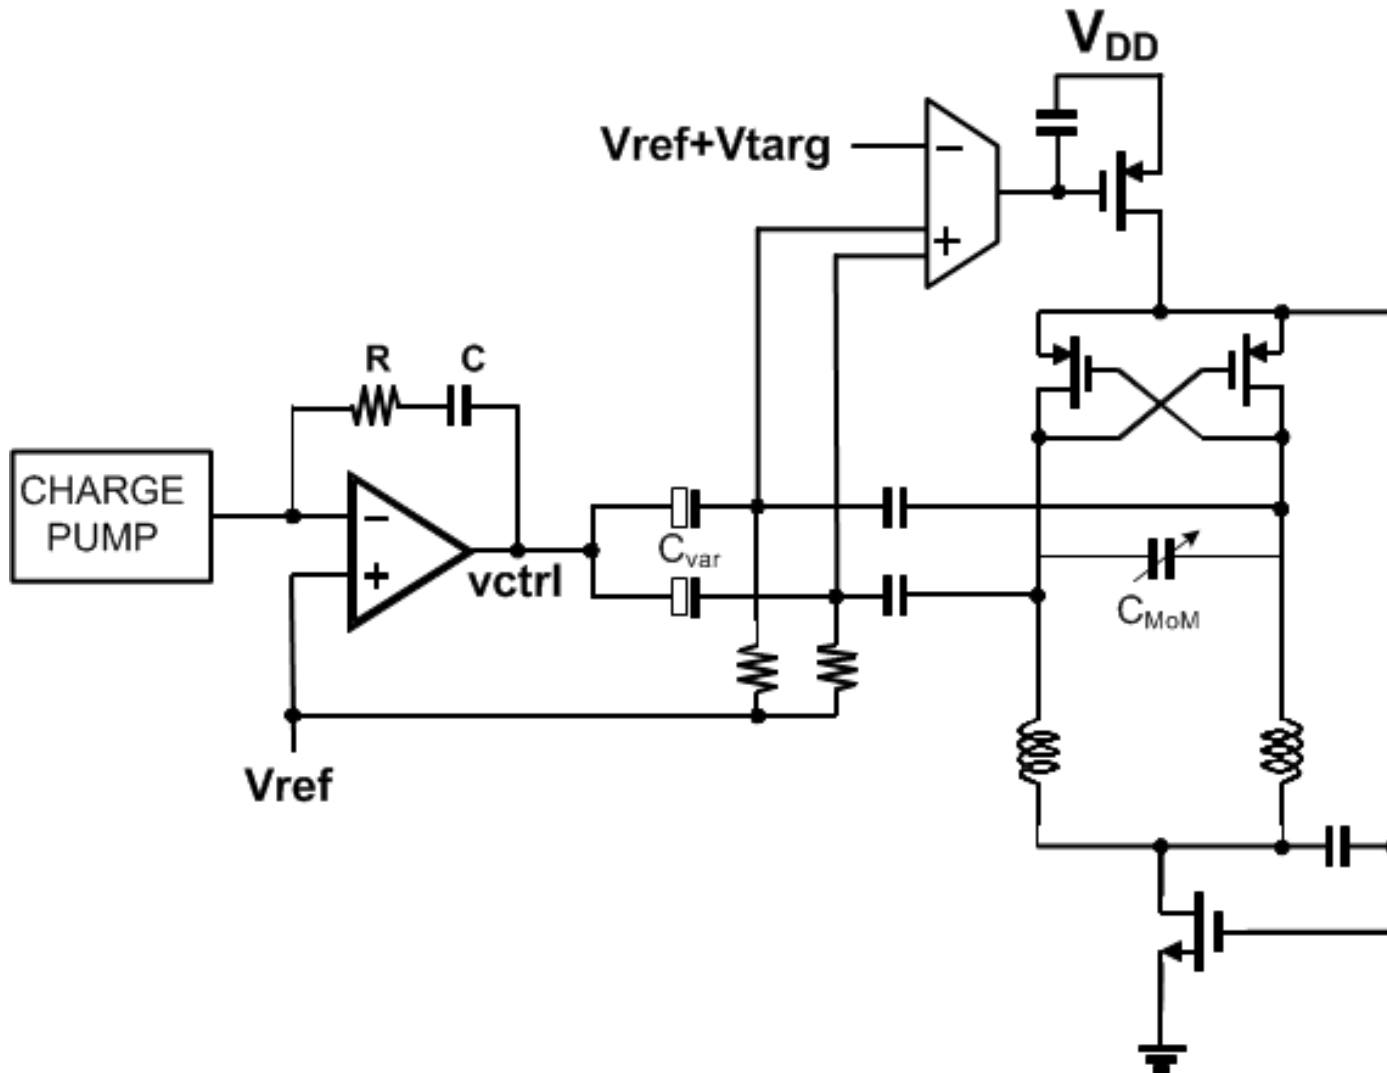 VDD
Vref+Vtarg
−
+
R
C
CHARGE
PUMP
−
+
vctrl
Cvar
CMoM
Vref